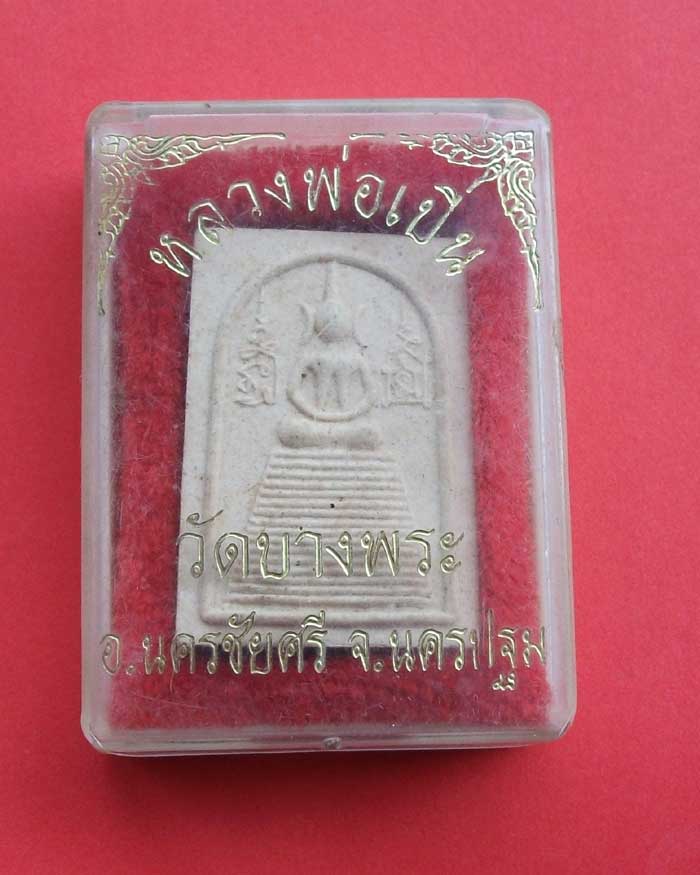 หลวงพ่อเปิ่น
วัดบางพระ
อ.นครชัยศรี จ.นครปฐม